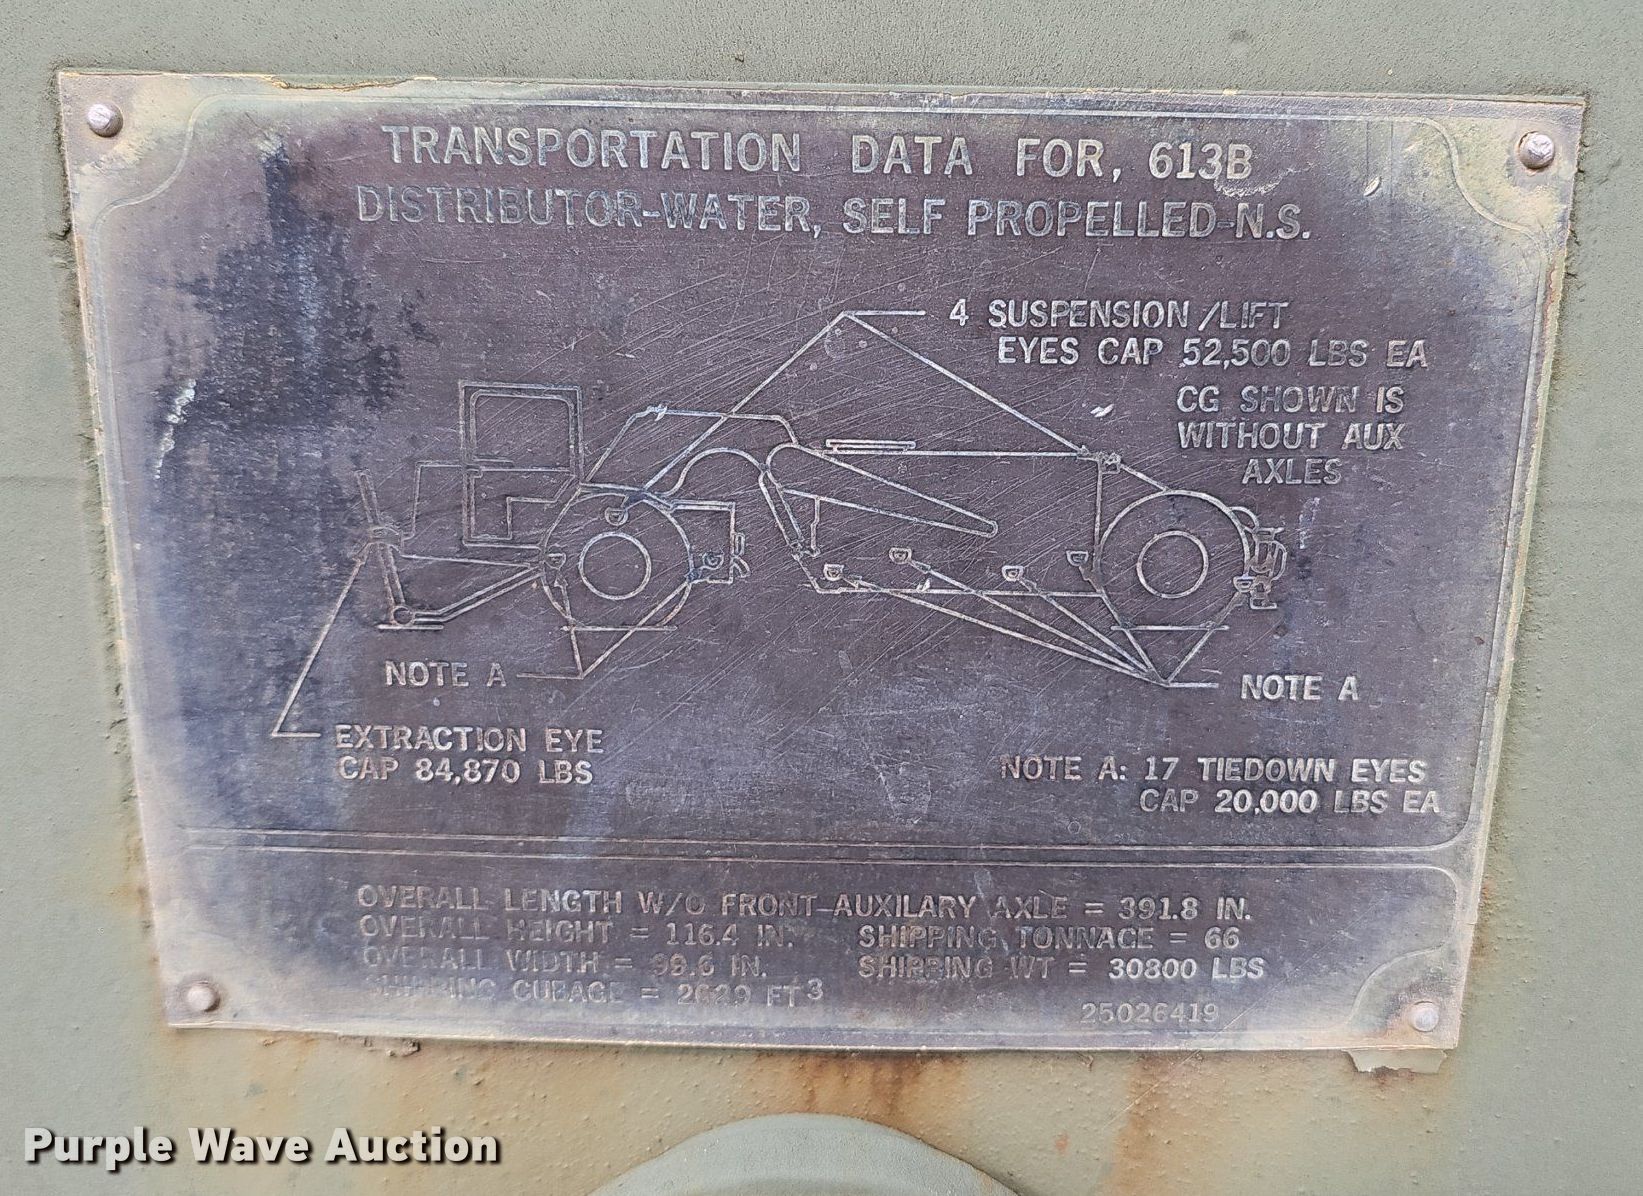 TRANSPORTATION DATA FOR, 613B
DISTRIBUTOR-WATER, SELF PROPELLED-N.S.
4 SUSPENSION/LIFT
EYES CAP 52,500 LBS EA
CG SHOWN IS
WITHOUT AUX
AXLES
NOTE A
NOTE A
EXTRACTION EYE
CAP 84,870 LBS
NOTE A: 17 TIEDOWN EYES
CAP 20,000 LBS EA
OVERALL LENGTH W/O FRONT AUXILARY AXLE = 391.8 IN.
OVERALL HEIGHT = 116.4 IN. SHIPPING TONNAGE = 66
OVERALL WIDTH = IN. SHIPPING WT = 30800 LBS
SHIPPING CUBAGE = FT3
25026419
Purple Wave Auction